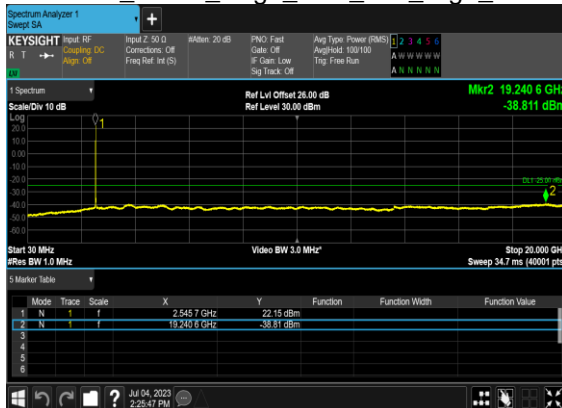 Spectrum Analyzer 1
Swept SA
+
KEYSIGHT
R T
Input: RF
Coupling: DC
Align: Off
Input Z: 50 Ω
Corrections: Off
Freq Ref: Int (S)
#Atten: 20 dB
PNO: Fast
Gate: Off
IF Gain: Low
Sig Track: Off
Avg Type: Power (RMS)
Avg|Hold: 100/100
Trig: Free Run
1 2 3 4 5 6
A W W W W W
A N N N N N
1 Spectrum
Scale/Div 10 dB
Ref Lvl Offset 26.00 dB
Ref Level 30.00 dBm
Mkr2 19.240 6 GHz
-38.811 dBm
Log
20.0
10.0
0.00
-10.0
-20.0
-30.0
-40.0
-50.0
-60.0
1
DL1 -25.00 dBm
2
Start 30 MHz
#Res BW 1.0 MHz
Video BW 3.0 MHz*
Stop 20.000 GH
Sweep 34.7 ms (40001 pts
5 Marker Table
Mode Trace Scale X Y Function Function Width Function Value
1 N 1 f 2.545 7 GHz 22.15 dBm
2 N 1 f 19.240 6 GHz -38.81 dBm
3
4
5
6
?
Jul 04, 2023
2:25:47 PM